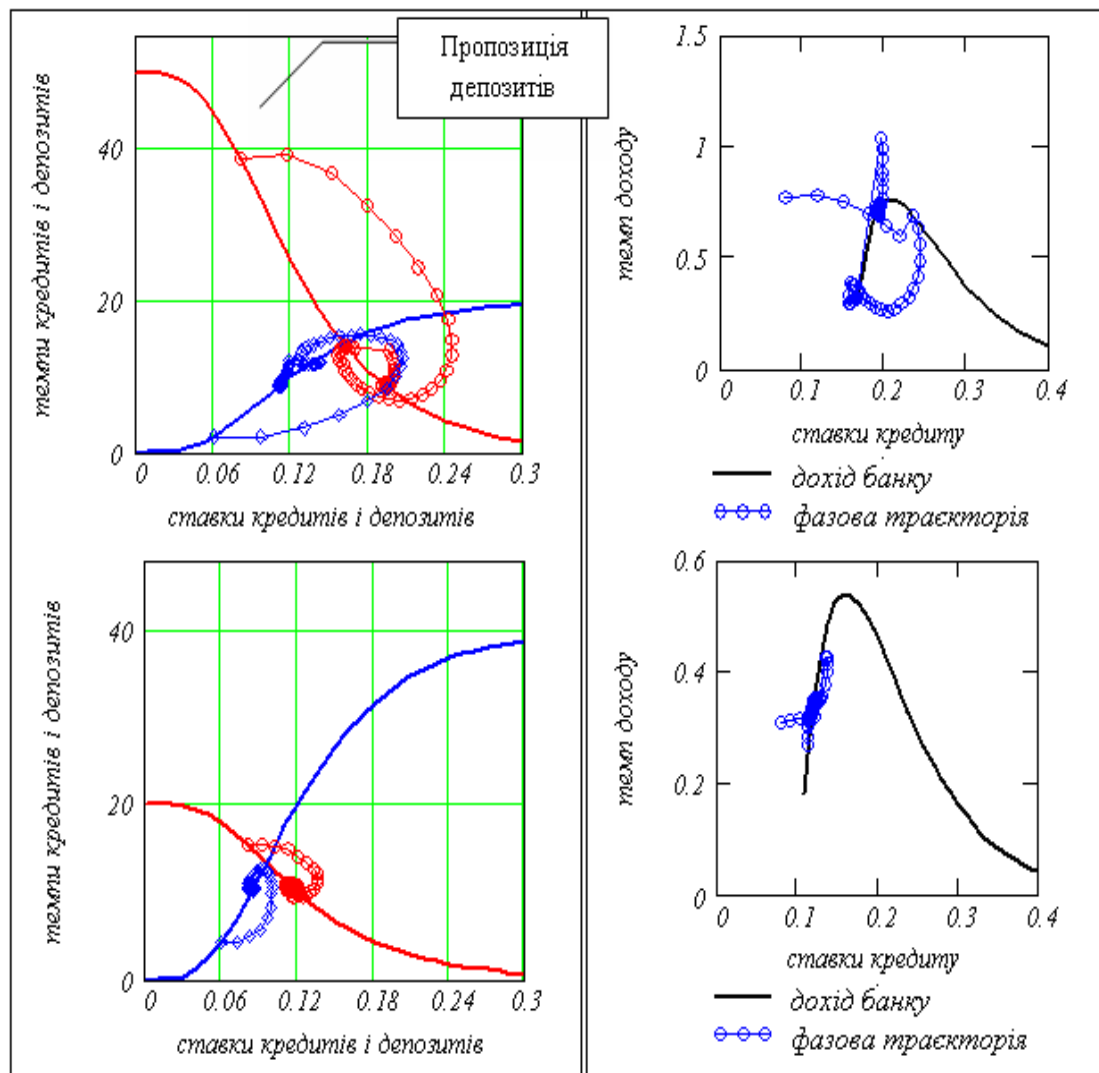 Пропозиція
депозитів
темпи кредитів і депозитів
40
20
0
0 0.06 0.12 0.18 0.24 0.3
ставки кредитів і депозитів
темп доходу
1.5
1
0.5
0
0 0.1 0.2 0.3 0.4
ставки кредиту
дохід банку
фазова траєкторія
темпи кредитів і депозитів
40
20
0
0 0.06 0.12 0.18 0.24 0.3
ставки кредитів і депозитів
темп доходу
0.6
0.4
0.2
0
0 0.1 0.2 0.3 0.4
ставки кредиту
дохід банку
фазова траєкторія